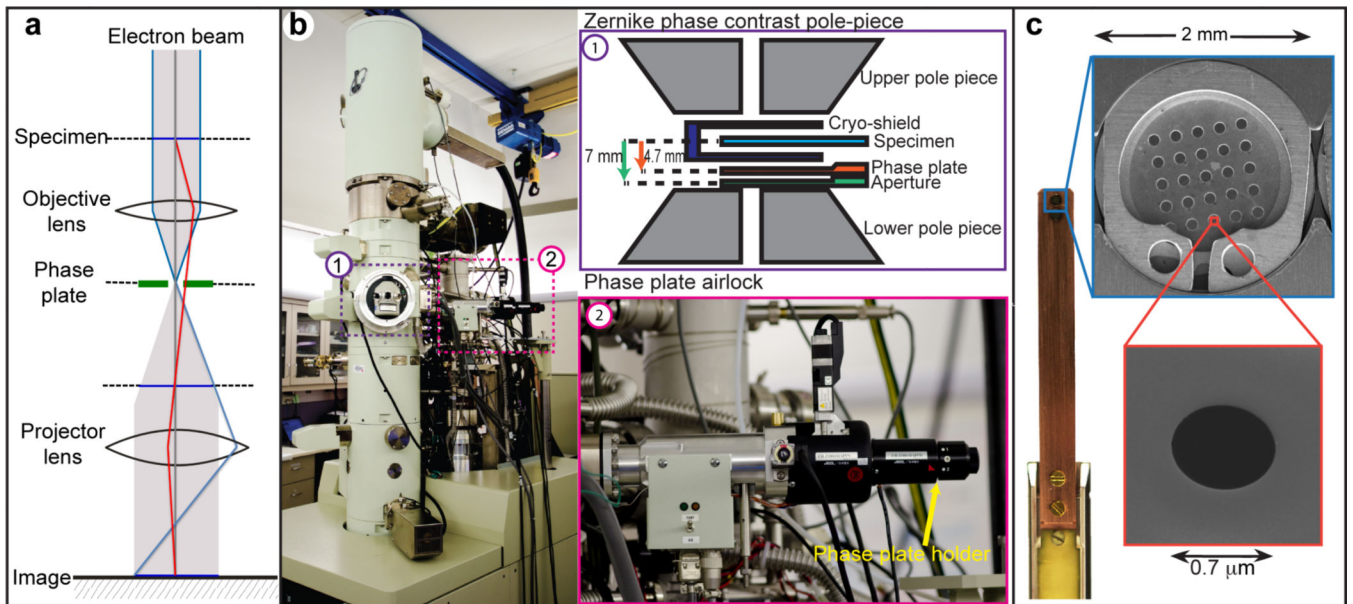 a
Electron beam
Specimen
Objective
lens
Phase
plate
Projector
lens
Image
b
1
2
Zernike phase contrast pole-piece
1
Upper pole piece
Cryo-shield
Specimen
7 mm
4.7 mm
Phase plate
Aperture
Lower pole piece
Phase plate airlock
2
Phase plate holder
c
2 mm
0.7 μm